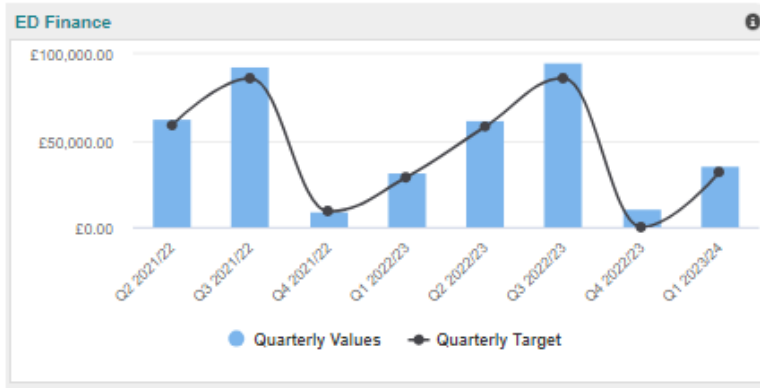 ED Finance
£100,000.00
£50,000.00
£0.00
Q2 2021/22
Q3 2021/22
Q4 2021/22
Q1 2022/23
Q2 2022/23
Q3 2022/23
Q4 2022/23
Q1 2023/24
Quarterly Values
Quarterly Target